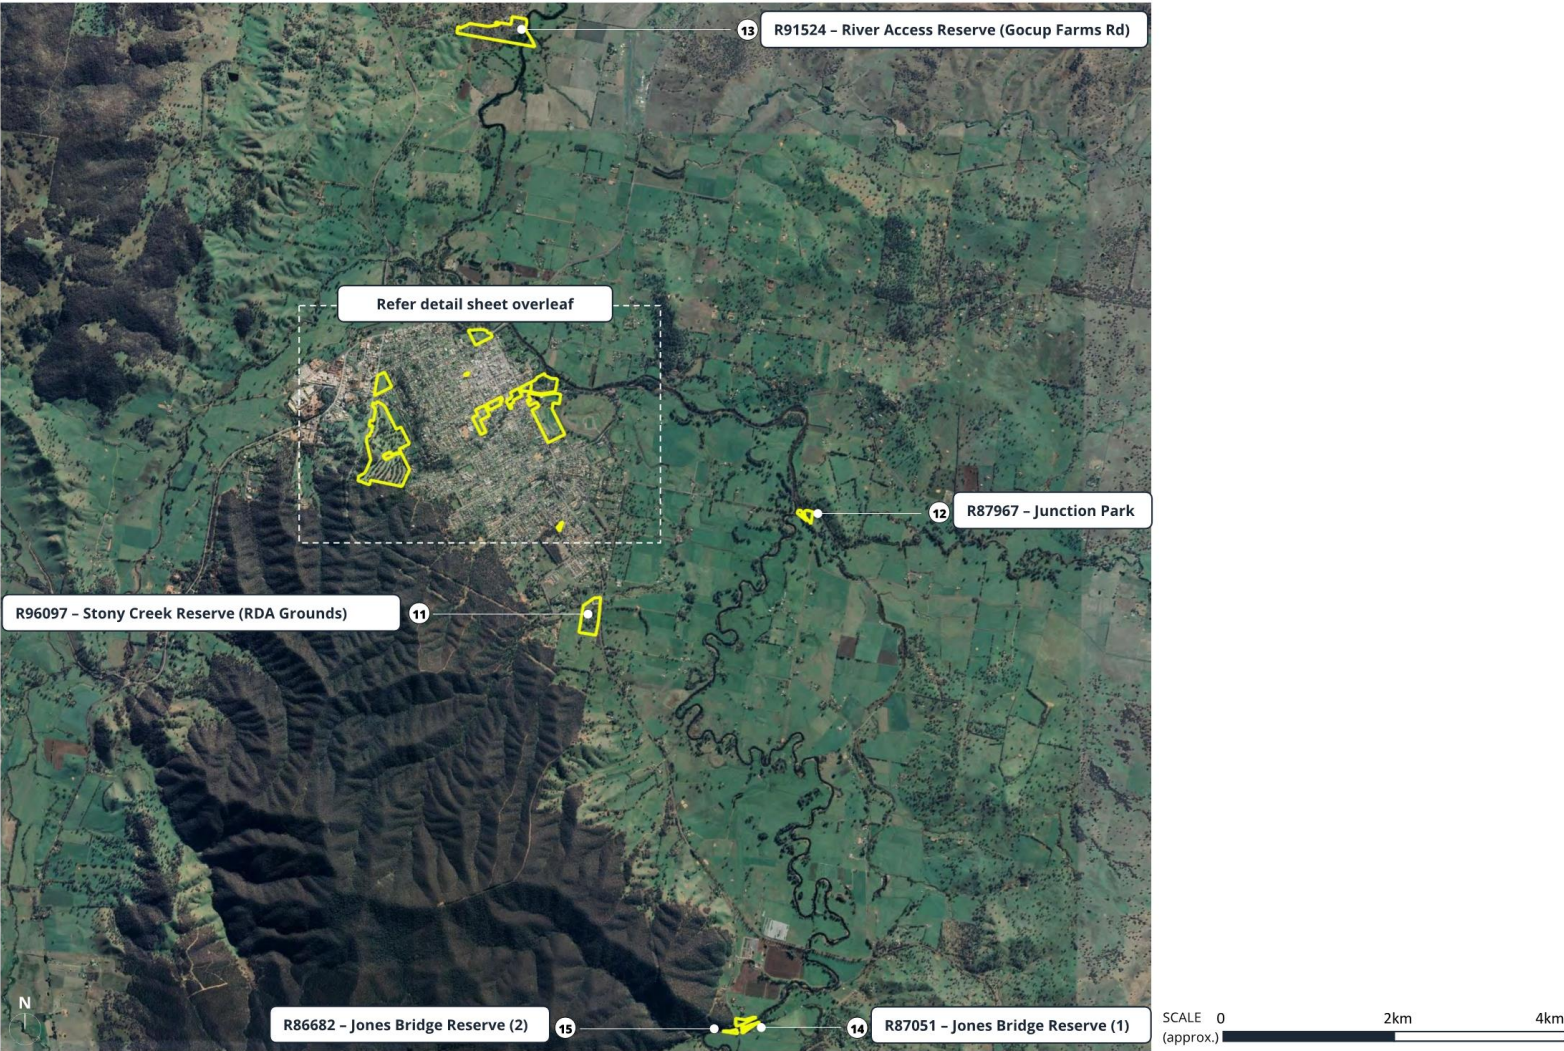 13 R91524 – River Access Reserve (Gocup Farms Rd)
Refer detail sheet overleaf
12 R87967 – Junction Park
R96097 – Stony Creek Reserve (RDA Grounds) 11
N
R86682 – Jones Bridge Reserve (2) 15
14 R87051 – Jones Bridge Reserve (1)
SCALE 0 2km 4km
(approx.)